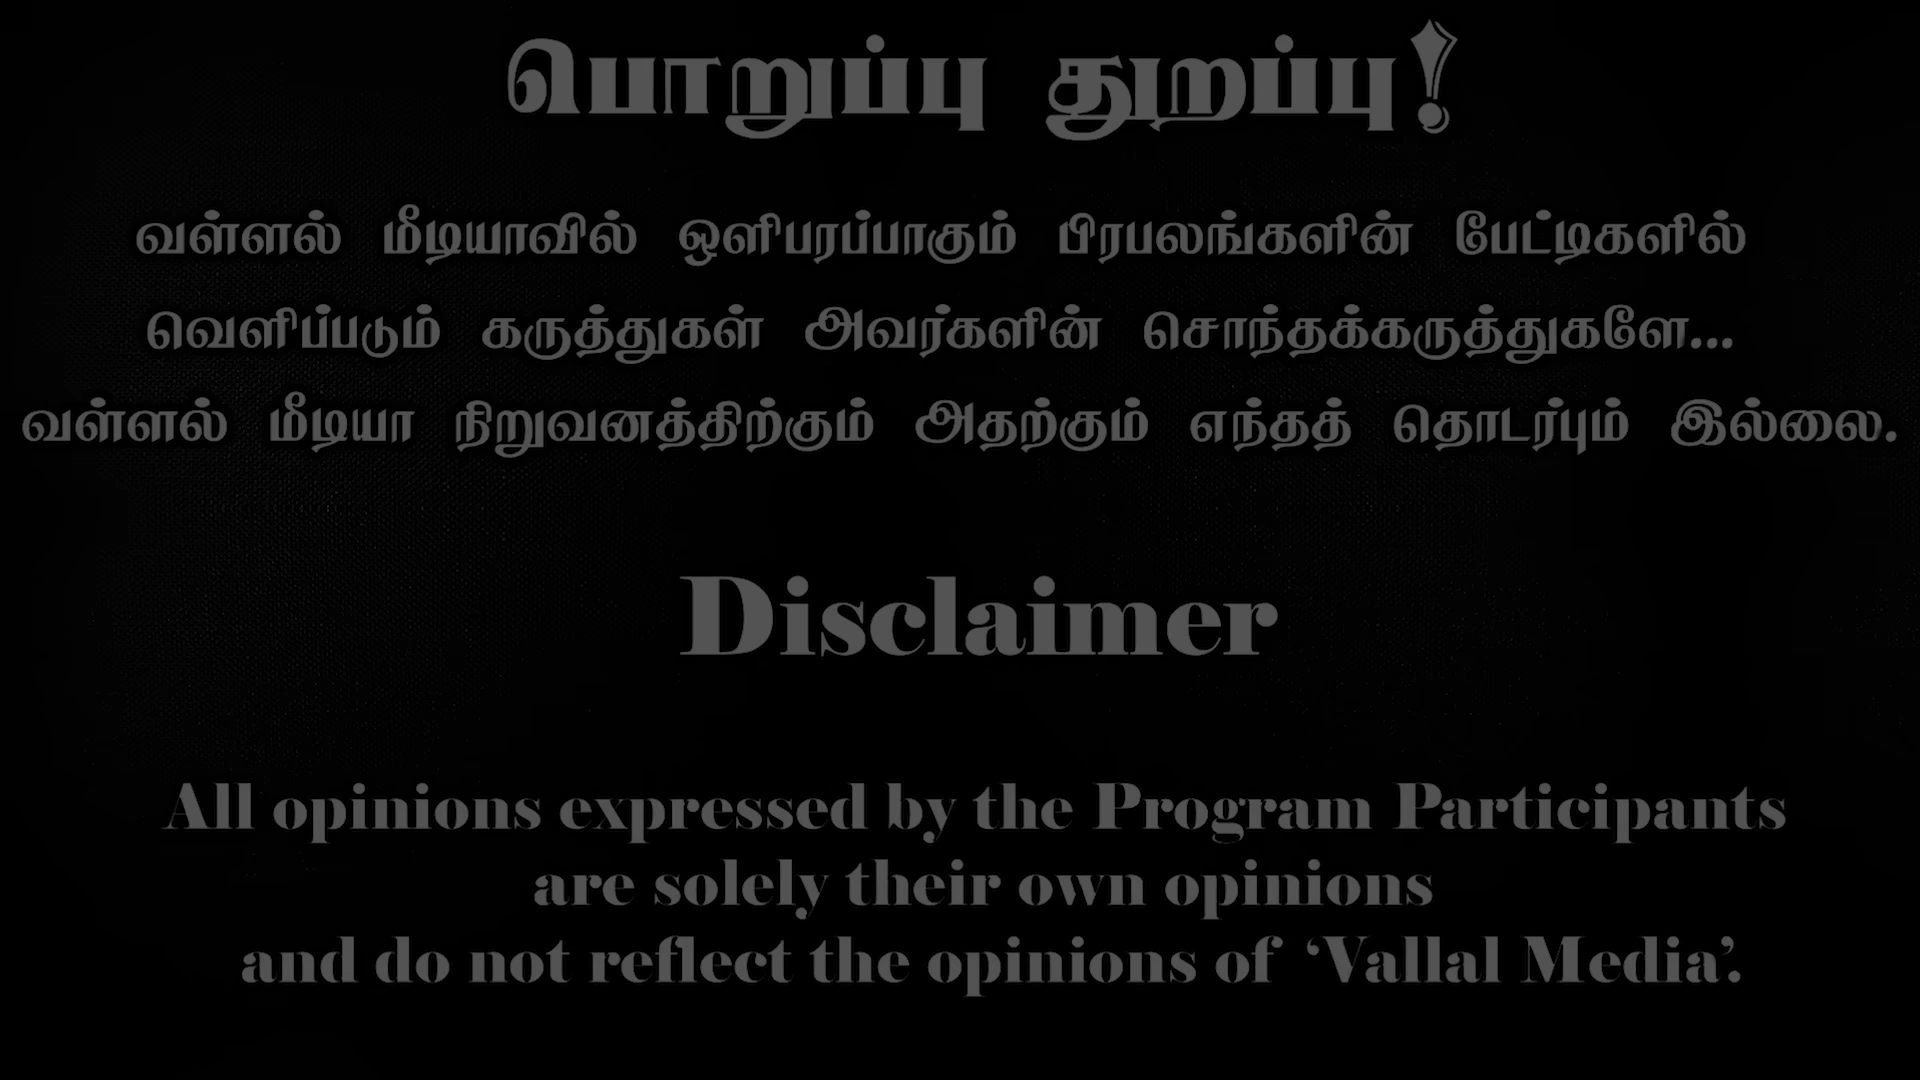 பொறுப்பு துறப்பு!
வள்ளல் மீடியாவில் ஒளிபரப்பாகும் பிரபலங்களின் பேட்டிகளில்
வெளிப்படும் கருத்துகள் அவர்களின் சொந்தக்கருத்துகளே...
வள்ளல் மீடியா நிறுவனத்திற்கும் அதற்கும் எந்தத் தொடர்பும் இல்லை.
Disclaimer
All opinions expressed by the Program Participants
are solely their own opinions
and do not reflect the opinions of ‘Vallal Media’.